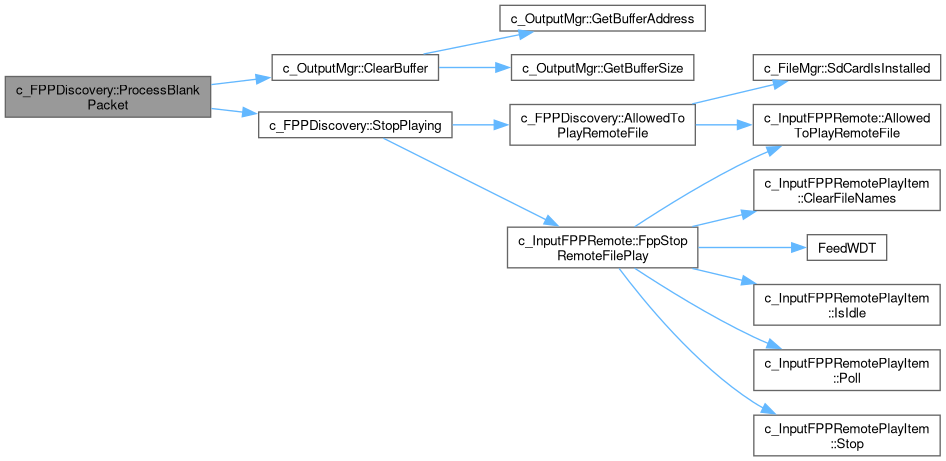 c_FPPDiscovery::ProcessBlank
Packet
c_OutputMgr::ClearBuffer
c_OutputMgr::GetBufferAddress
c_OutputMgr::GetBufferSize
c_FPPDiscovery::StopPlaying
c_FPPDiscovery::AllowedTo
PlayRemoteFile
c_FileMgr::SdCardIsInstalled
c_InputFPPRemote::Allowed
ToPlayRemoteFile
c_InputFPPRemote::FppStop
RemoteFilePlay
c_InputFPPRemotePlayItem
::ClearFileNames
FeedWDT
c_InputFPPRemotePlayItem
::IsIdle
c_InputFPPRemotePlayItem
::Poll
c_InputFPPRemotePlayItem
::Stop